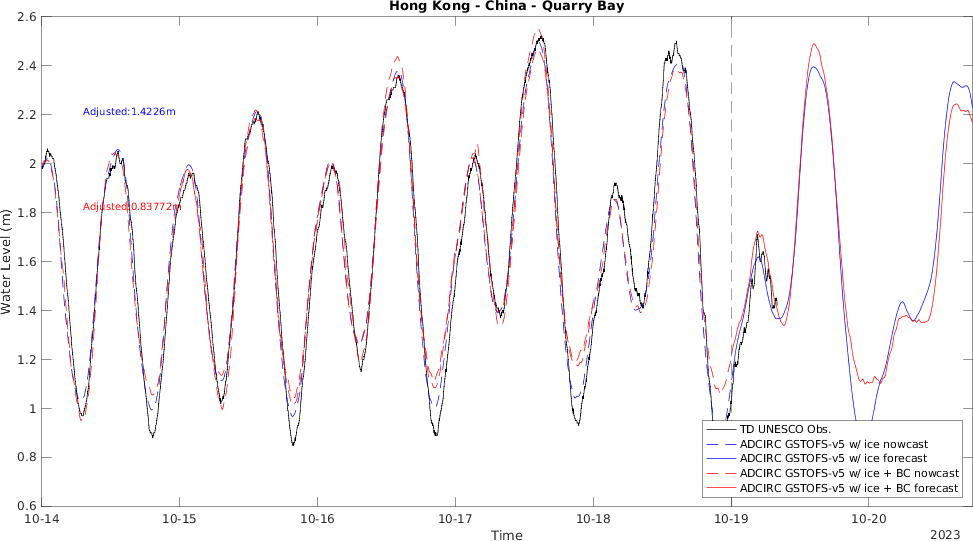 Hong Kong - China - Quarry Bay
2.6
2.4
2.2
2
1.8
1.6
1.4
1.2
1
0.8
0.6
Water Level (m)
Adjusted:1.4226m
Adjusted:0.83772m
TD UNESCO Obs.
ADCIRC GSTOFS-v5 w/ ice nowcast
ADCIRC GSTOFS-v5 w/ ice forecast
ADCIRC GSTOFS-v5 w/ ice + BC nowcast
ADCIRC GSTOFS-v5 w/ ice + BC forecast
10-14 10-15 10-16 10-17 10-18 10-19 10-20
Time
2023